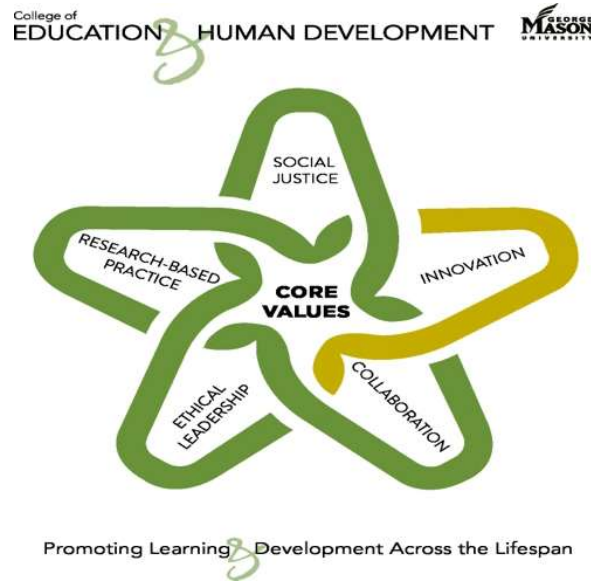 College of
EDUCATION & HUMAN DEVELOPMENT
GEORGE
MASON
UNIVERSITY
SOCIAL
JUSTICE
RESEARCH-BASED
PRACTICE
INNOVATION
CORE
VALUES
ETHICAL
LEADERSHIP
COLLABORATION
Promoting Learning & Development Across the Lifespan